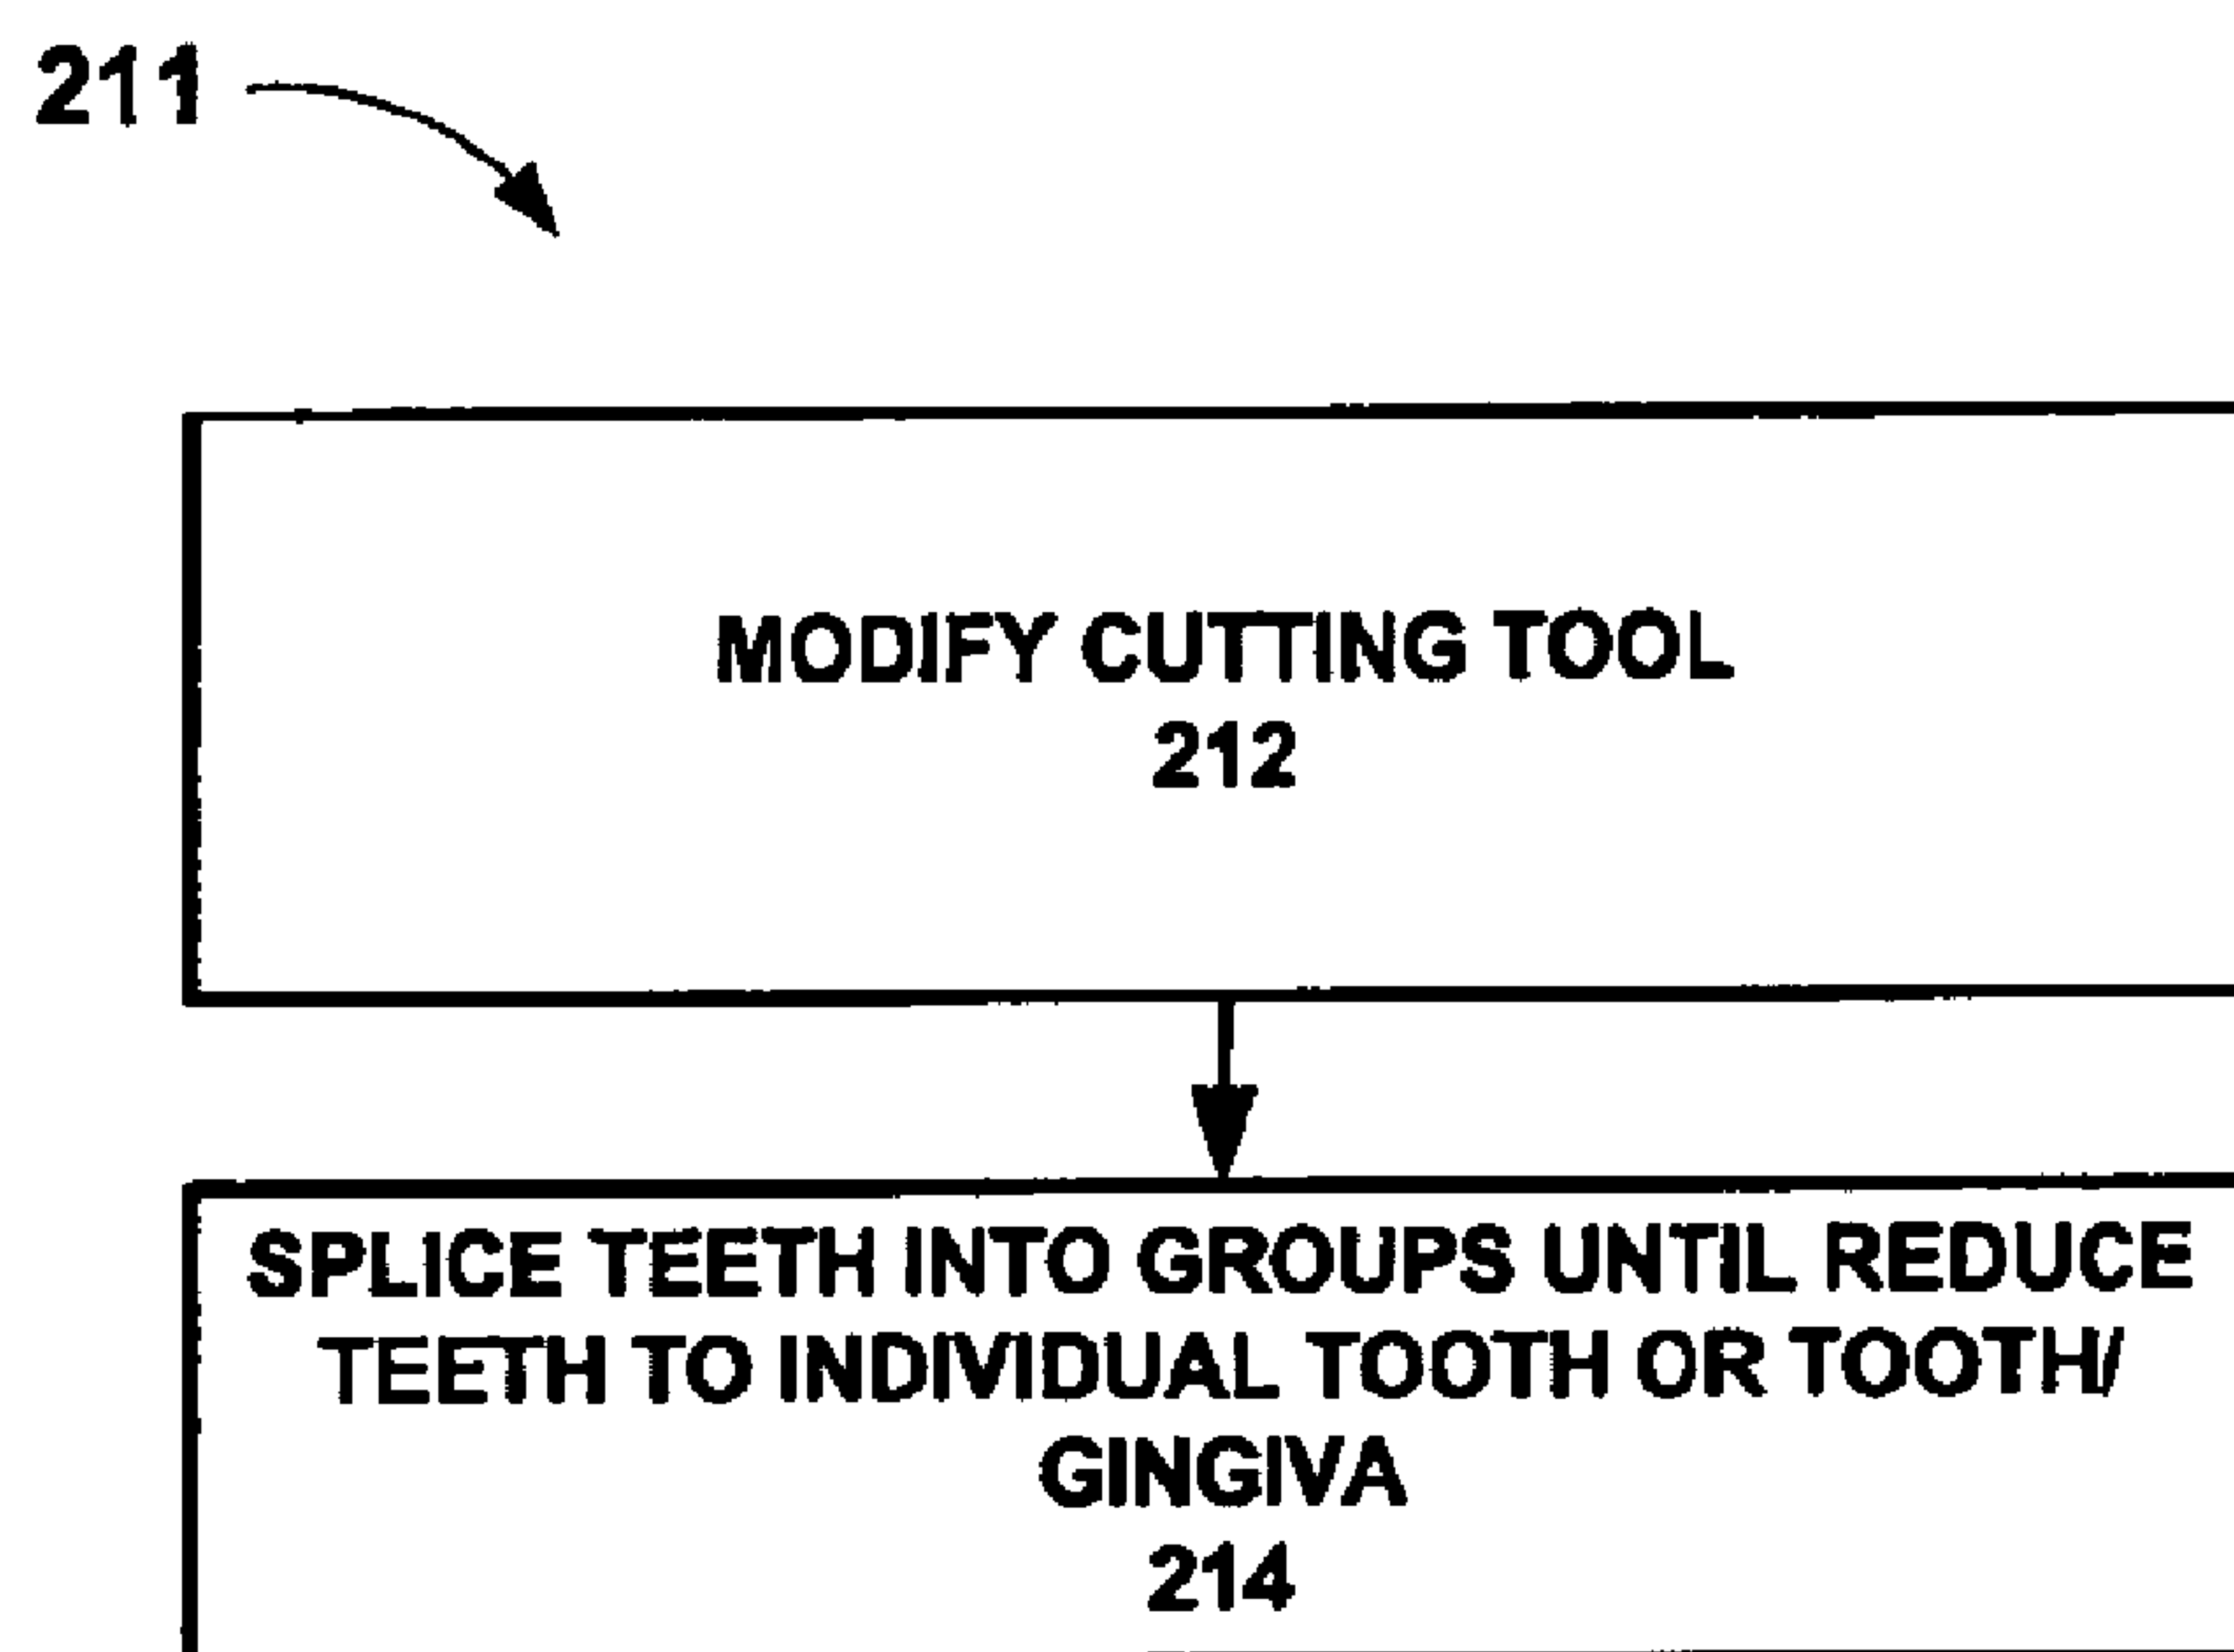 211
MODIFY CUTTING TOOL
212
SPLICE TEETH INTO GROUPS UNTIL REDUCE
TEETH TO INDIVIDUAL TOOTH OR TOOTH/
GINGIVA
214